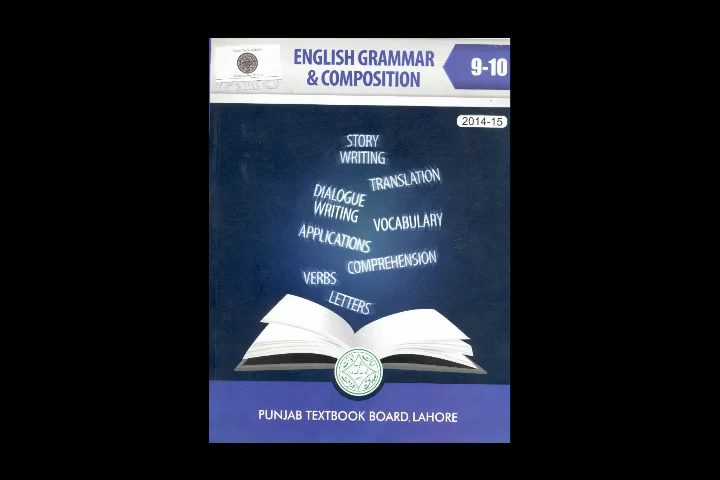 ENGLISH GRAMMAR
& COMPOSITION
9-10
2014-15
STORY
WRITING
TRANSLATION
DIALOGUE
WRITING
VOCABULARY
APPLICATIONS
COMPREHENSION
VERBS
LETTERS
PUNJAB TEXTBOOK BOARD, LAHORE